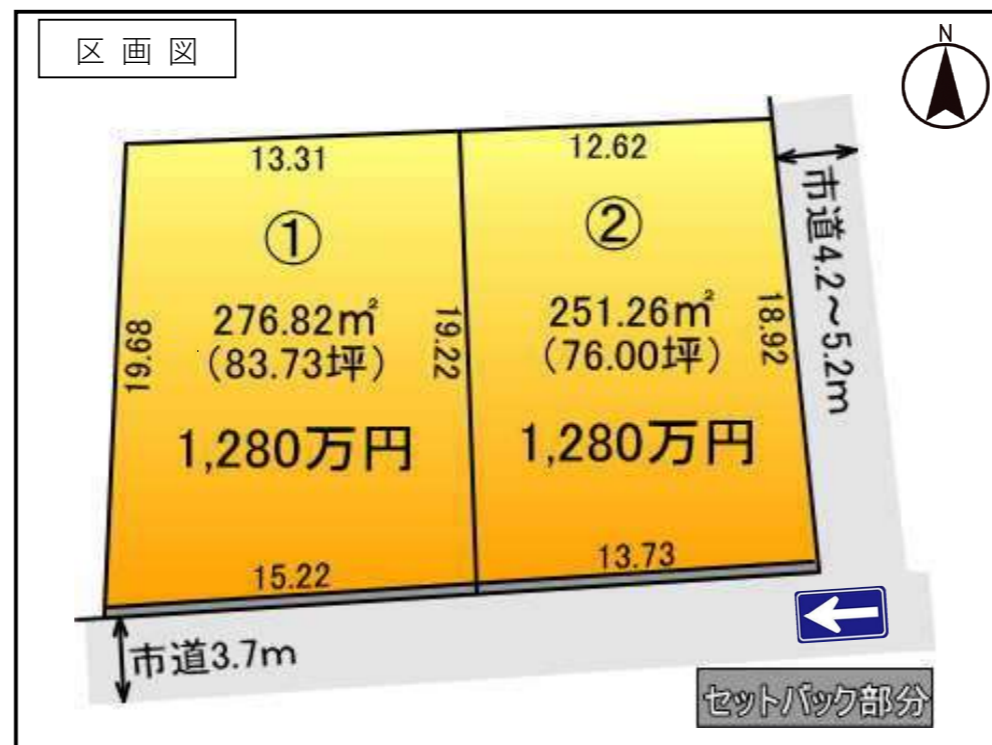 区画図
N
13.31
12.62
①
②
276.82㎡
(83.73坪)
251.26㎡
(76.00坪)
19.68
19.22
18.92
市道4.2～5.2m
1,280万円
1,280万円
15.22
13.73
市道3.7m
セットバック部分